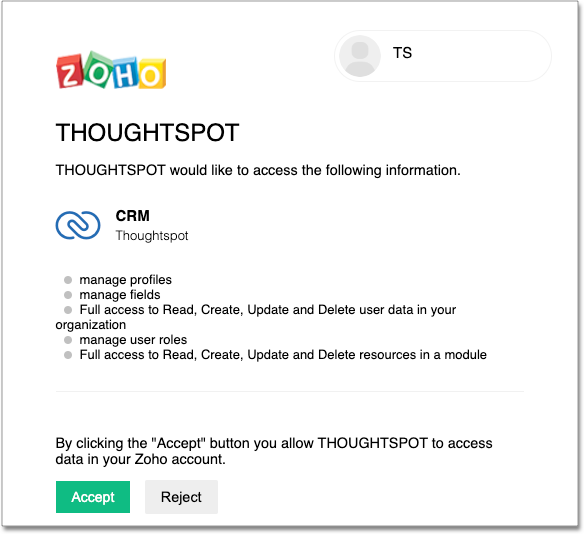 TS
ZOHO
THOUGHTSPOT
THOUGHTSPOT would like to access the following information.
CRM
Thoughtspot
manage profiles
manage fields
Full access to Read, Create, Update and Delete user data in your
organization
manage user roles
Full access to Read, Create, Update and Delete resources in a module
By clicking the "Accept" button you allow THOUGHTSPOT to access
data in your Zoho account.
Accept Reject